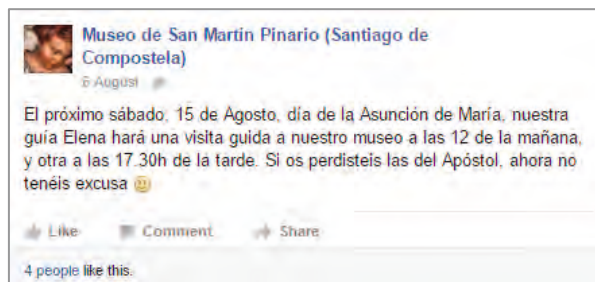 Museo de San Martin Pinario (Santiago de
Compostela)
6 August
El próximo sábado, 15 de Agosto, día de la Asunción de María, nuestra
guía Elena hará una visita guida a nuestro museo a las 12 de la mañana,
y otra a las 17.30h de la tarde. Si os perdisteis las del Apóstol, ahora no
tenéis excusa
Like Comment Share
4 people like this.